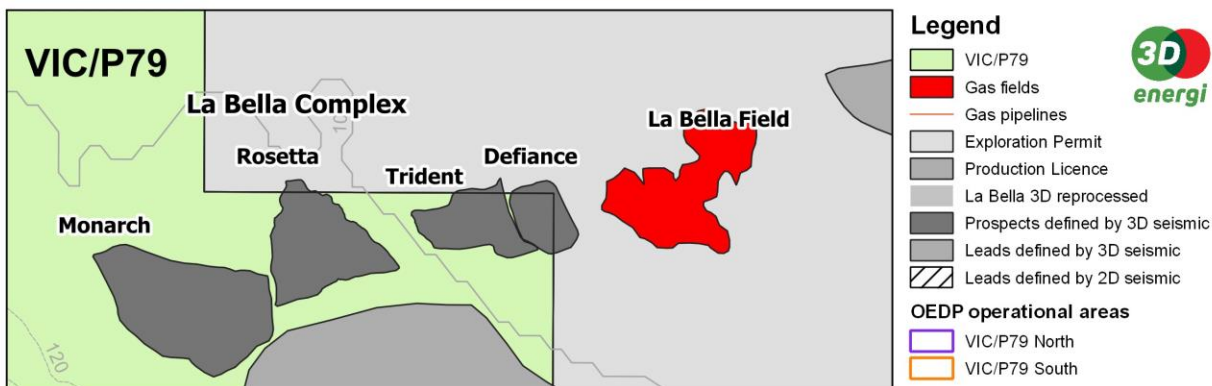 VIC/P79
La Bella Complex
La Bella Field
Rosetta
Defiance
Trident
Monarch
120
Legend
VIC/P79
Gas fields
Gas pipelines
Exploration Permit
Production Licence
La Bella 3D reprocessed
Prospects defined by 3D seismic
Leads defined by 3D seismic
Leads defined by 2D seismic
OEDP operational areas
VIC/P79 North
VIC/P79 South
3D
energi